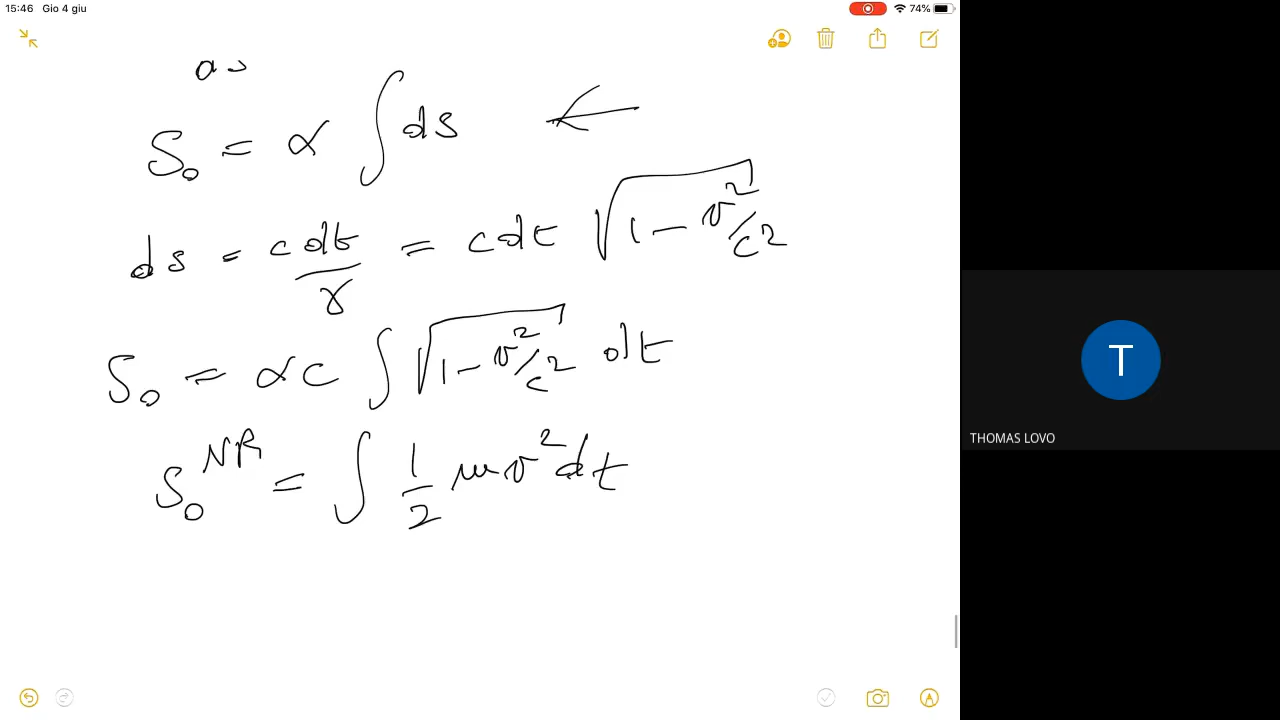 15:46 Gio 4 giu 74%
S₀ = α ∫ ds ←
ds = c dt / γ = c dt √(1 − v²/c²)
S₀ = αc ∫ √(1 − v²/c²) dt
S₀^NR = ∫ 1/2 m v² dt
T
THOMAS LOVO